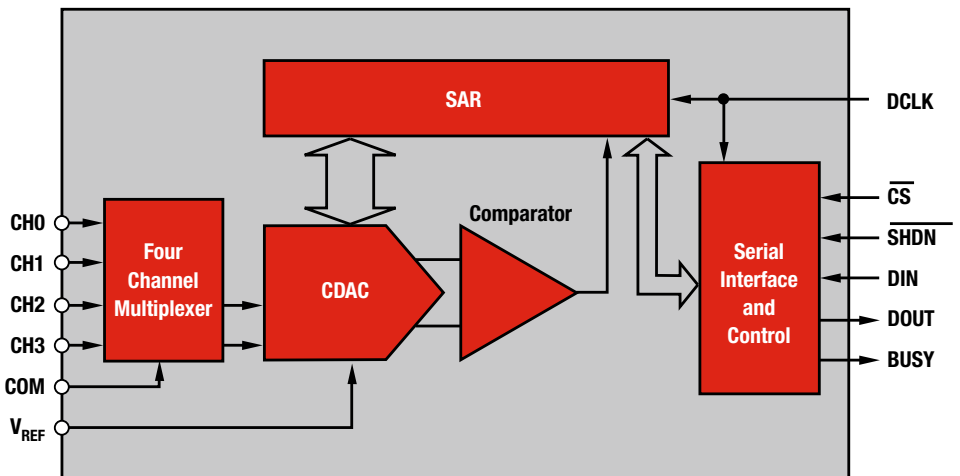 SAR
DCLK
CS
SHDN
DIN
DOUT
BUSY
Comparator
CH0
CH1
CH2
CH3
COM
VREF
Four
Channel
Multiplexer
CDAC
Serial
Interface
and
Control